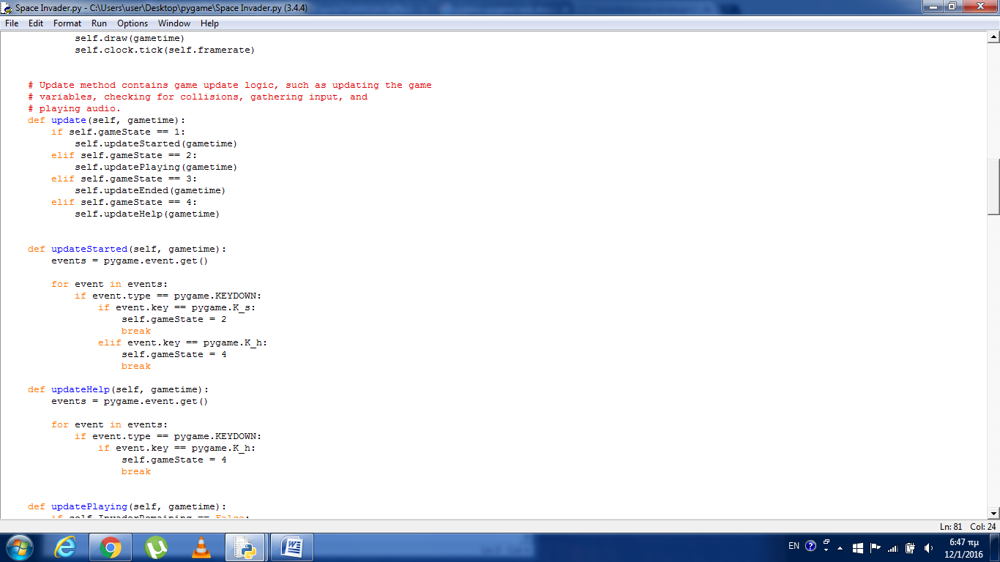 Space Invader.py - C:\Users\user\Desktop\pygame\Space Invader.py (3.4.4)
File Edit Format Run Options Window Help
self.draw(gametime)
self.clock.tick(self.framerate)
# Update method contains game update logic, such as updating the game
# variables, checking for collisions, gathering input, and
# playing audio.
def update(self, gametime):
if self.gameState == 1:
self.updateStarted(gametime)
elif self.gameState == 2:
self.updatePlaying(gametime)
elif self.gameState == 3:
self.updateEnded(gametime)
elif self.gameState == 4:
self.updateHelp(gametime)
def updateStarted(self, gametime):
events = pygame.event.get()
for event in events:
if event.type == pygame.KEYDOWN:
if event.key == pygame.K_s:
self.gameState = 2
break
elif event.key == pygame.K_h:
self.gameState = 4
break
def updateHelp(self, gametime):
events = pygame.event.get()
for event in events:
if event.type == pygame.KEYDOWN:
if event.key == pygame.K_h:
self.gameState = 4
break
def updatePlaying(self, gametime):
if self.InvaderRemaining == False:
Ln: 81 Col: 24
EN
6:47 πμ
12/1/2016